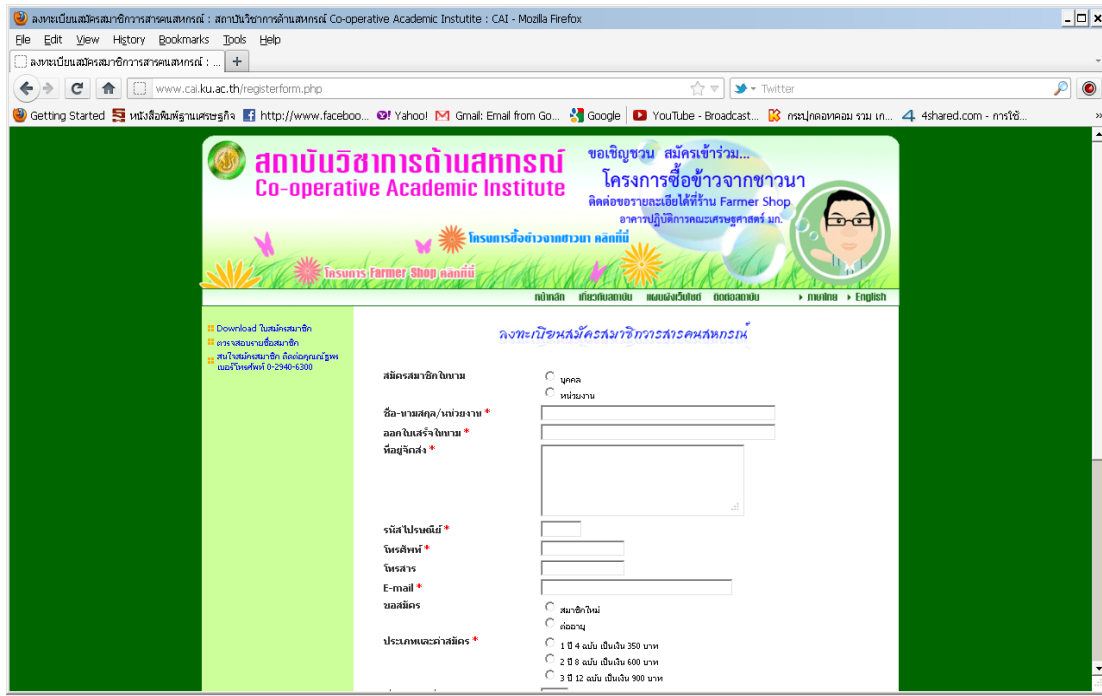 ลงทะเบียนสมัครสมาชิกวารสารคนสหกรณ์ : สถาบันวิชาการด้านสหกรณ์ Co-operative Academic Instutite : CAI - Mozilla Firefox
File Edit View History Bookmarks Tools Help
ลงทะเบียนสมัครสมาชิกวารสารคนสหกรณ์ : ... +
www.cai.ku.ac.th/registerform.php Twitter
Getting Started หนังสือพิมพ์ฐานเศรษฐกิจ http://www.faceboo... Yahoo! Gmail: Email from Go... Google YouTube - Broadcast... กระปุกดอทคอม รวม เก... 4shared.com - การใช้... »
สถาบันวิชาการด้านสหกรณ์
Co-operative Academic Institute
ขอเชิญชวน สมัครเข้าร่วม...
โครงการซื้อข้าวจากชาวนา
ติดต่อขอรายละเอียดได้ที่ร้าน Farmer Shop
อาคารปฏิบัติการคณะเศรษฐศาสตร์ มก.
โครงการซื้อข้าวจากชาวนา คลิกที่นี่
โครงการ Farmer Shop คลิกที่นี่
หน้าหลัก เกี่ยวกับสถาบัน แผนผังเว็บไซต์ ติดต่อสถาบัน ภาษาไทย English
Download ใบสมัครสมาชิก
ตรวจสอบรายชื่อสมาชิก
สนใจสมัครสมาชิก ติดต่อคุณณัฐพร
เบอร์โทรศัพท์ 0-2940-6300
ลงทะเบียนสมัครสมาชิกวารสารคนสหกรณ์
สมัครสมาชิกในนาม บุคคล
หน่วยงาน
ชื่อ-นามสกุล/หน่วยงาน *
ออกใบเสร็จในนาม *
ที่อยู่จัดส่ง *
รหัสไปรษณีย์ *
โทรศัพท์ *
โทรสาร
E-mail *
ขอสมัคร สมาชิกใหม่
ต่ออายุ
ประเภทและค่าสมัคร * 1 ปี 4 ฉบับ เป็นเงิน 350 บาท
2 ปี 8 ฉบับ เป็นเงิน 600 บาท
3 ปี 12 ฉบับ เป็นเงิน 900 บาท